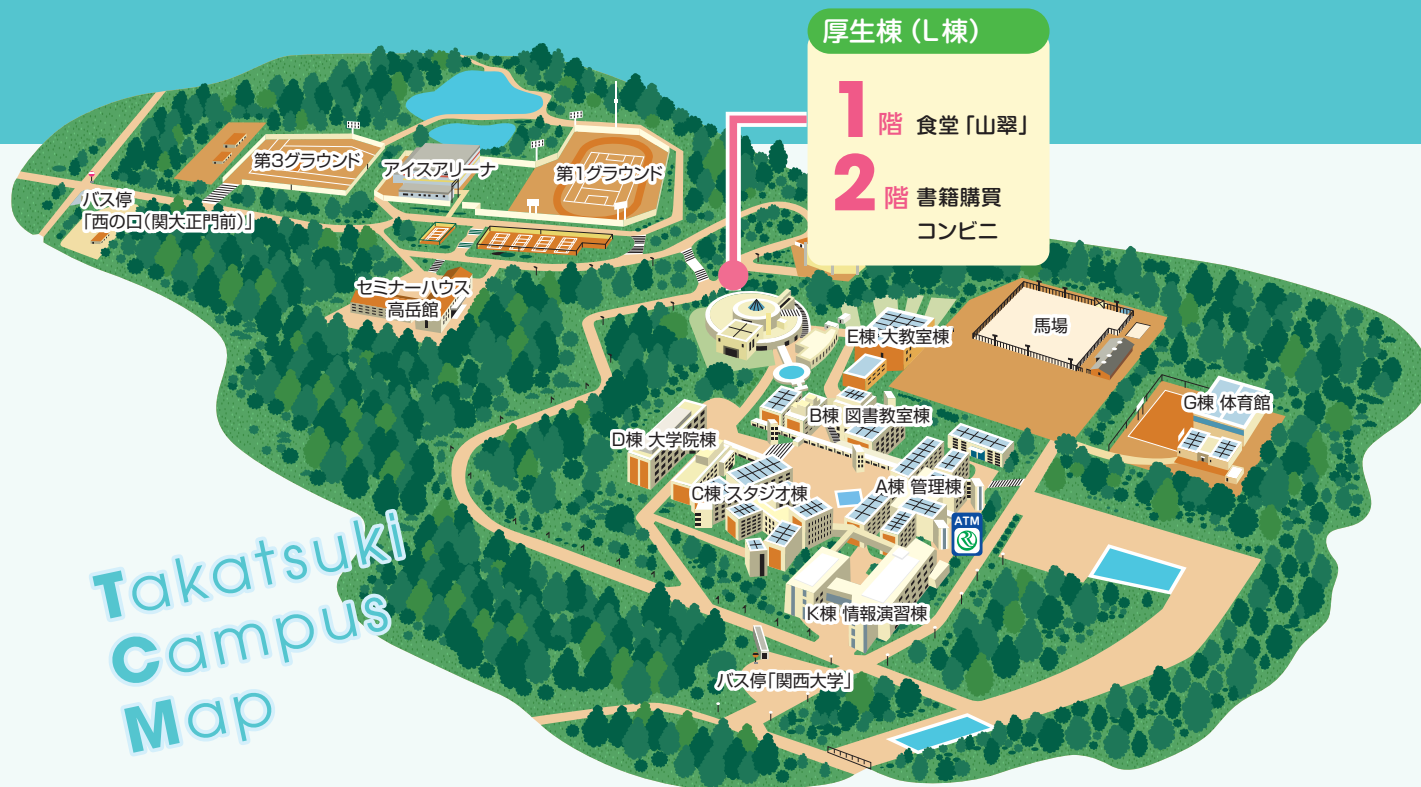 厚生棟（L棟）
1階 食堂「山翠」
2階 書籍購買
コンビニ
第3グラウンド
アイスアリーナ
第1グラウンド
バス停
「西の口（関大正門前）」
セミナーハウス
高岳館
E棟 大教室棟
馬場
G棟 体育館
B棟 図書教室棟
D棟 大学院棟
C棟 スタジオ棟
A棟 管理棟
ATM
K棟 情報演習棟
バス停「関西大学」
Takatsuki
Campus
Map